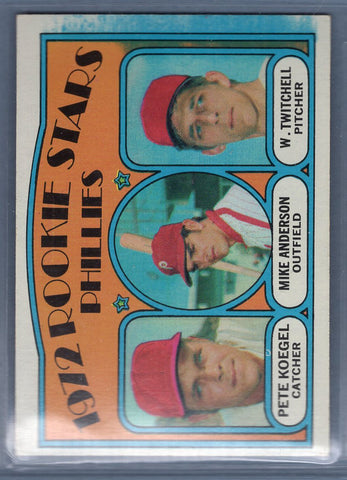 1972 ROOKIE STARS
PHILLIES
PETE KOEGEL
CATCHER
MIKE ANDERSON
OUTFIELD
W. TWITCHELL
PITCHER
P